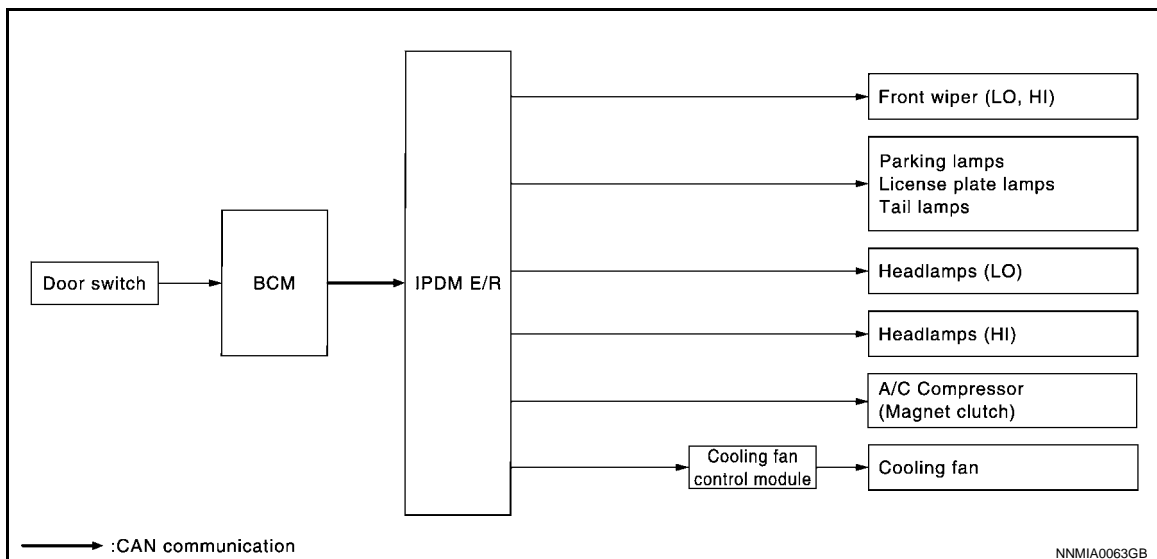 Front wiper (LO, HI)
Parking lamps
License plate lamps
Tail lamps
Door switch
BCM
IPDM E/R
Headlamps (LO)
Headlamps (HI)
A/C Compressor
(Magnet clutch)
Cooling fan
control module
Cooling fan
:CAN communication
NNMIA0063GB